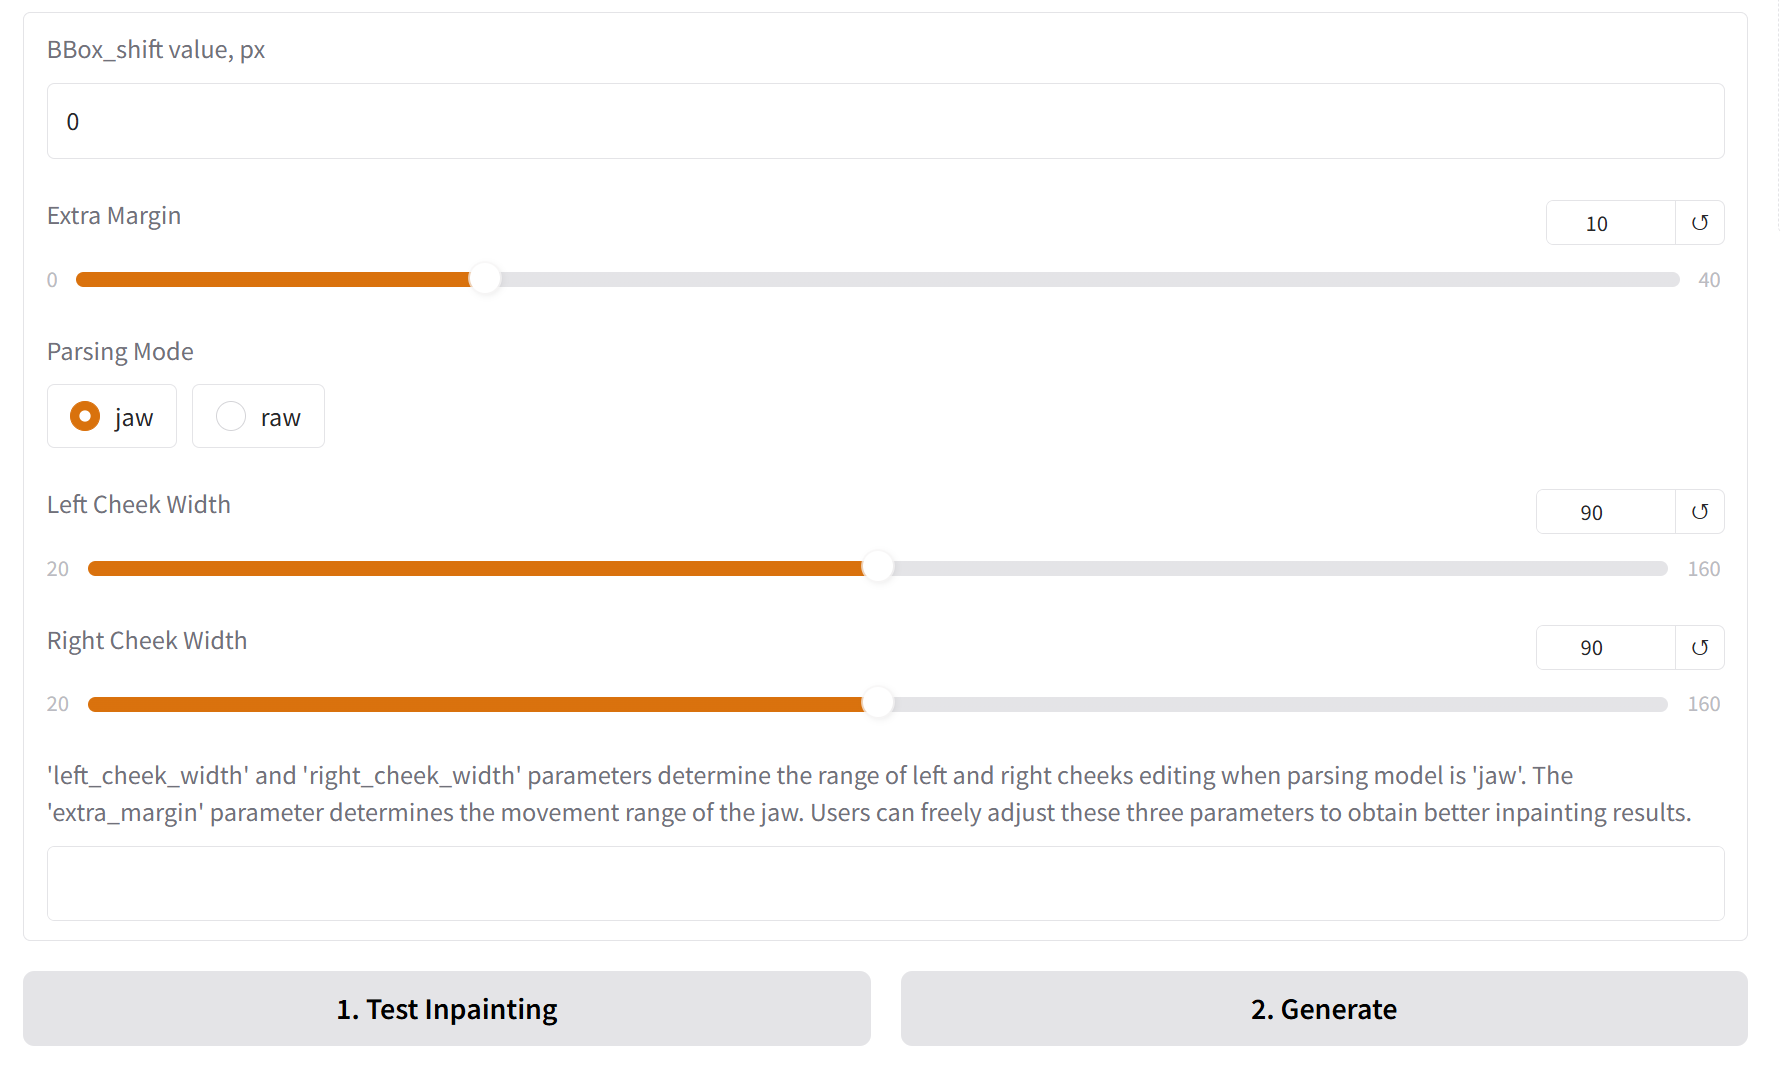 BBox_shift value, px
0
Extra Margin
10
0
40
Parsing Mode
jaw
raw
Left Cheek Width
90
20
160
Right Cheek Width
90
20
160
'left_cheek_width' and 'right_cheek_width' parameters determine the range of left and right cheeks editing when parsing model is 'jaw'. The
'extra_margin' parameter determines the movement range of the jaw. Users can freely adjust these three parameters to obtain better inpainting results.
1. Test Inpainting
2. Generate